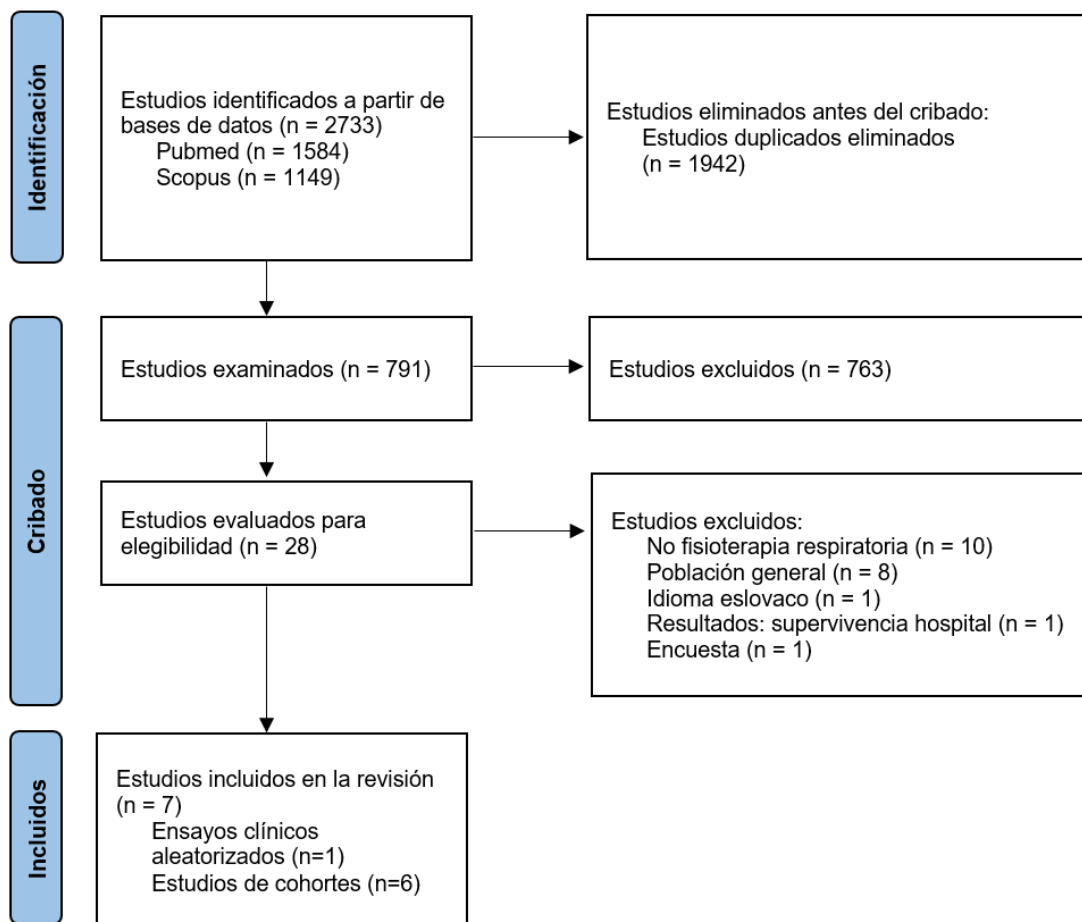 Identificación
Estudios identificados a partir de
bases de datos (n = 2733)
Pubmed (n = 1584)
Scopus (n = 1149)
Estudios eliminados antes del cribado:
Estudios duplicados eliminados
(n = 1942)
Cribado
Estudios examinados (n = 791)
Estudios excluidos (n = 763)
Estudios evaluados para
elegibilidad (n = 28)
Estudios excluidos:
No fisioterapia respiratoria (n = 10)
Población general (n = 8)
Idioma eslovaco (n = 1)
Resultados: supervivencia hospital (n = 1)
Encuesta (n = 1)
Incluidos
Estudios incluidos en la revisión
(n = 7)
Ensayos clínicos
aleatorizados (n=1)
Estudios de cohortes (n=6)